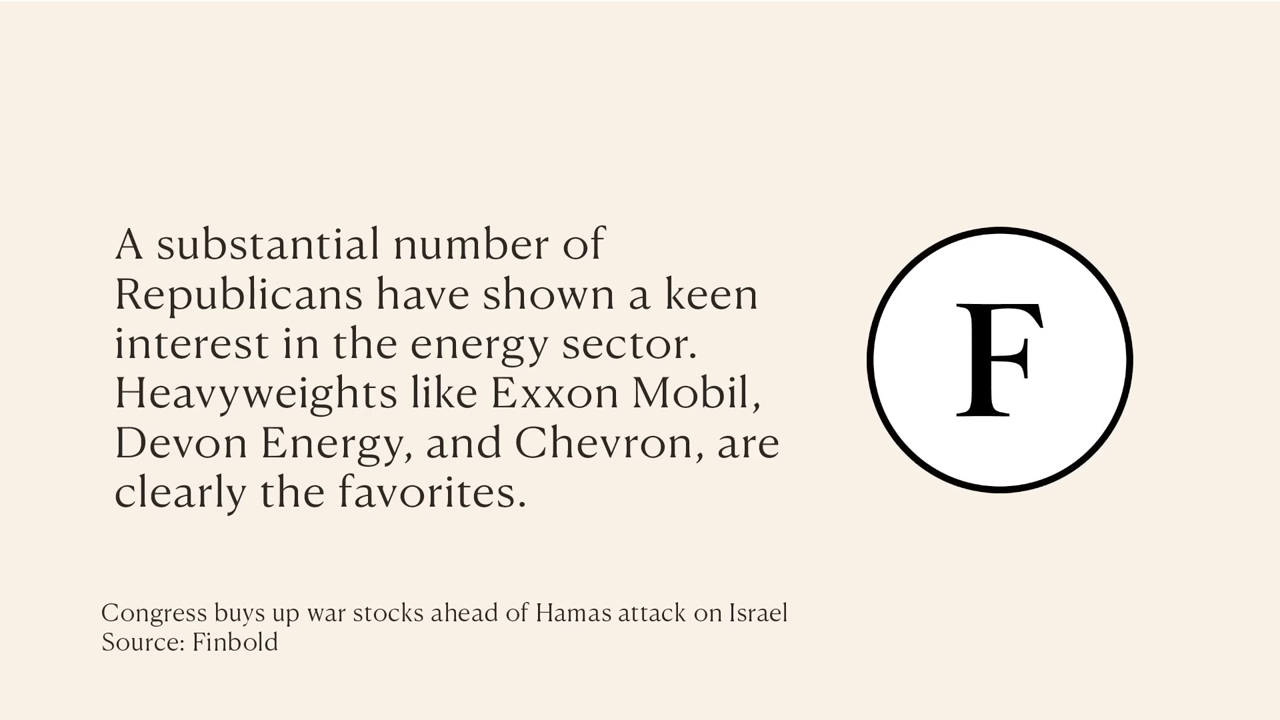 A substantial number of
Republicans have shown a keen
interest in the energy sector.
Heavyweights like Exxon Mobil,
Devon Energy, and Chevron, are
clearly the favorites.
F
Congress buys up war stocks ahead of Hamas attack on Israel
Source: Finbold